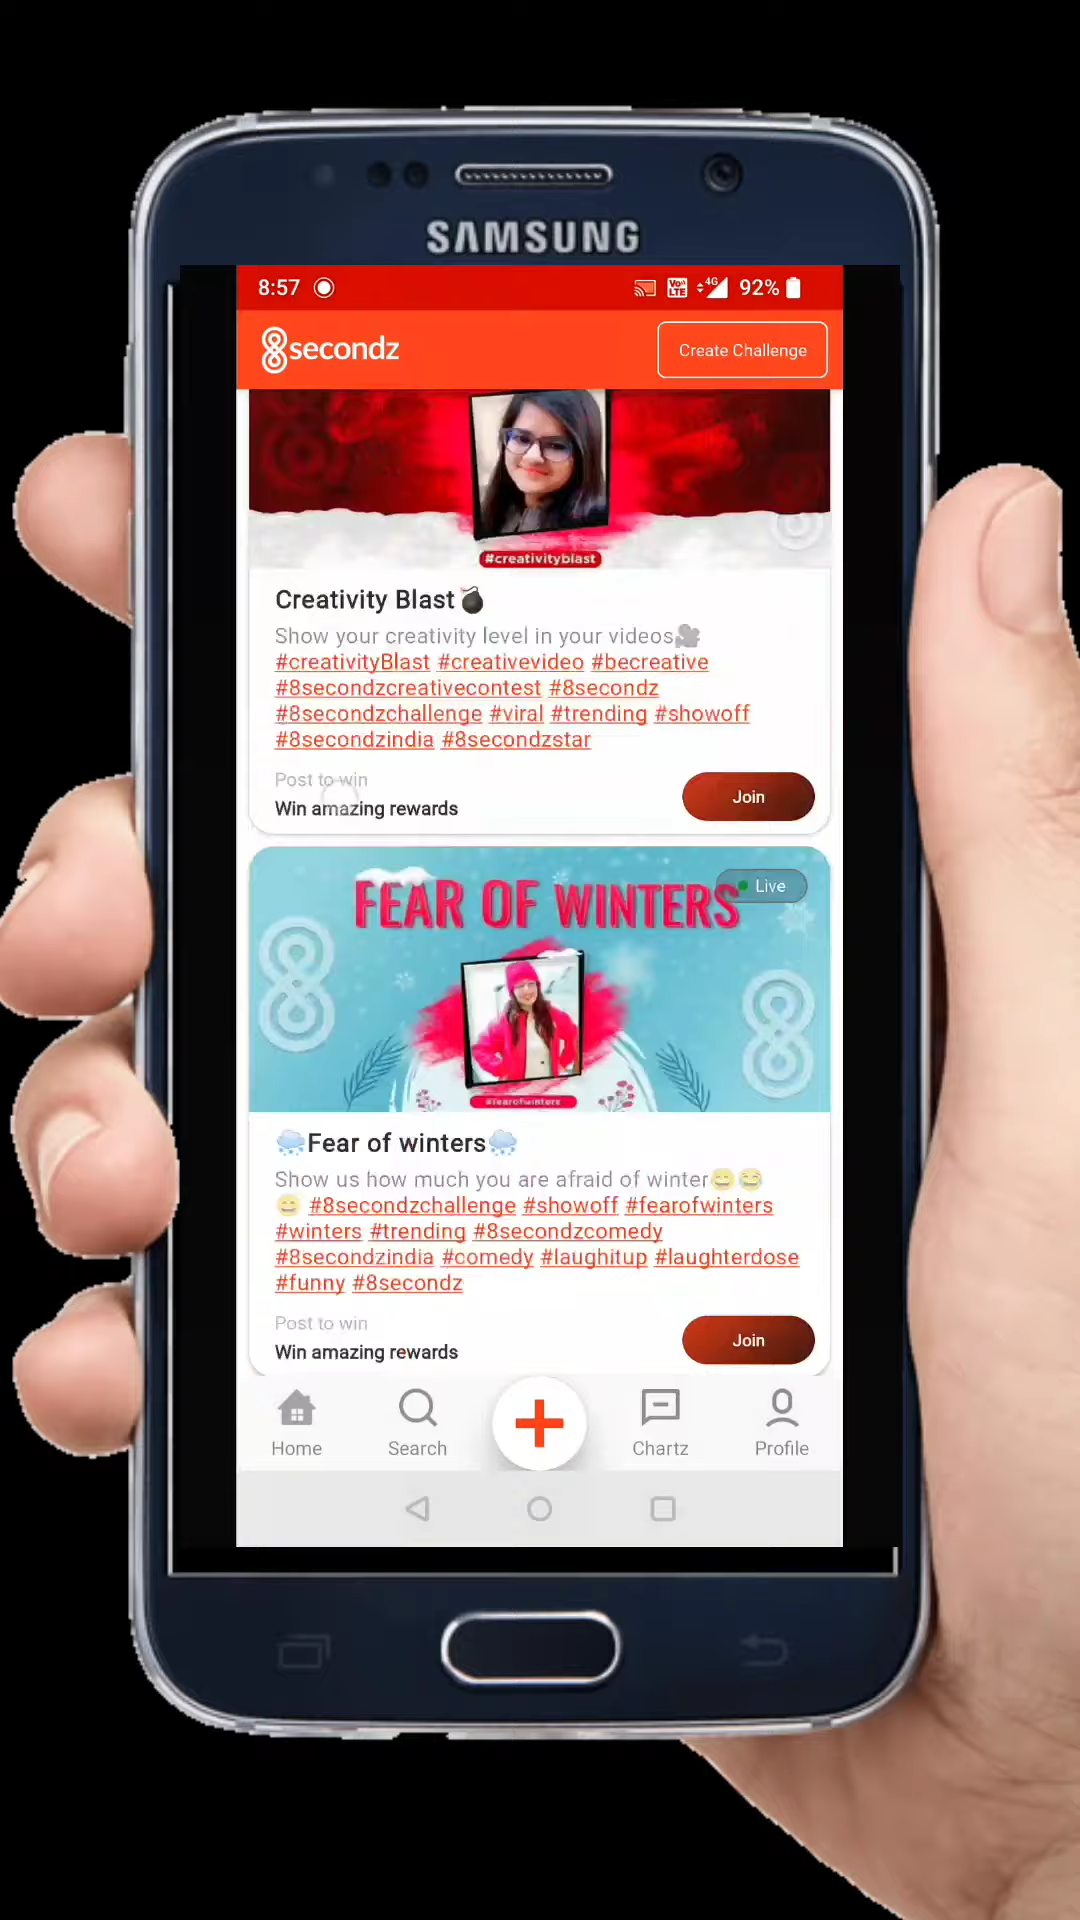 SAMSUNG
8:57 4G 92%
8secondz
Create Challenge
#creativityblast
Creativity Blast💣
Show your creativity level in your videos🎥
#creativityBlast #creativevideo #becreative
#8secondzcreativecontest #8secondz
#8secondzchallenge #viral #trending #showoff
#8secondzindia #8secondzstar
Post to win
Win amazing rewards
Join
FEAR OF WINTERS
Live
#fearofwinters
🌨️Fear of winters🌨️
Show us how much you are afraid of winter😄😂
😄 #8secondzchallenge #showoff #fearofwinters
#winters #trending #8secondzcomedy
#8secondzindia #comedy #laughitup #laughterdose
#funny #8secondz
Post to win
Win amazing rewards
Join
Home
Search
Chartz
Profile